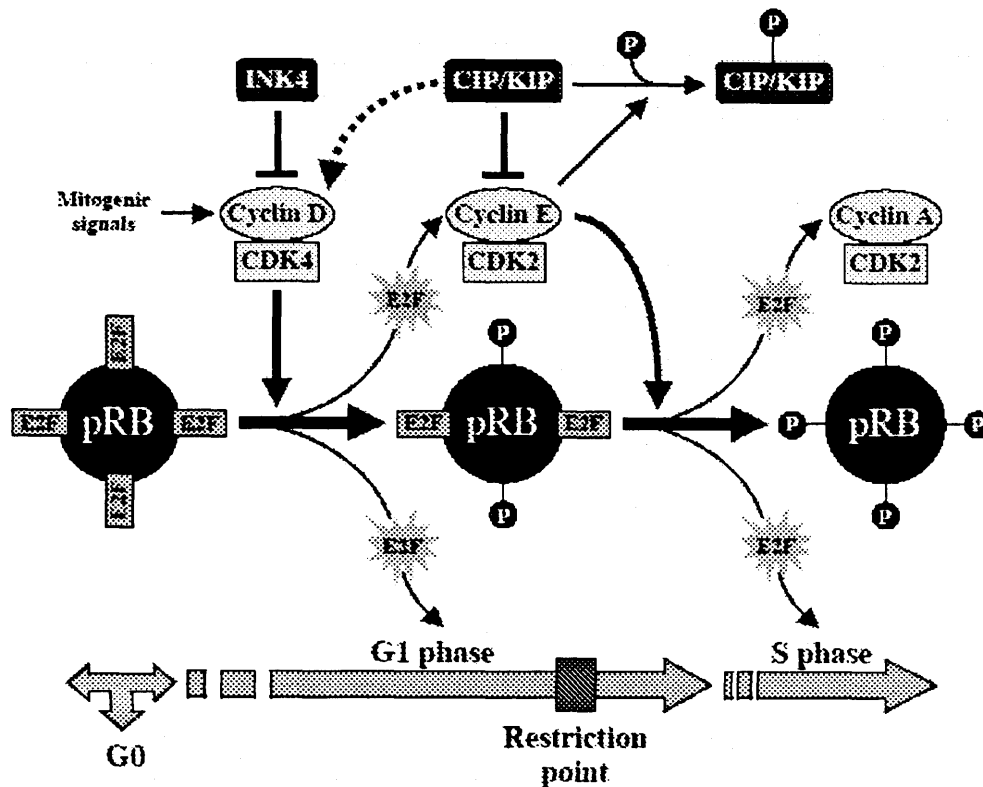 P
P
INK4
CIP/KIP
CIP/KIP
Mitogenic
signals
Cyclin D
Cyclin E
Cyclin A
CDK4
CDK2
CDK2
E2F
E2F
E2F
P
P
E2F
pRB
E2F
E2F
pRB
E2F
P
pRB
P
E2F
P
P
E2F
E2F
G1 phase
S phase
G0
Restriction
point